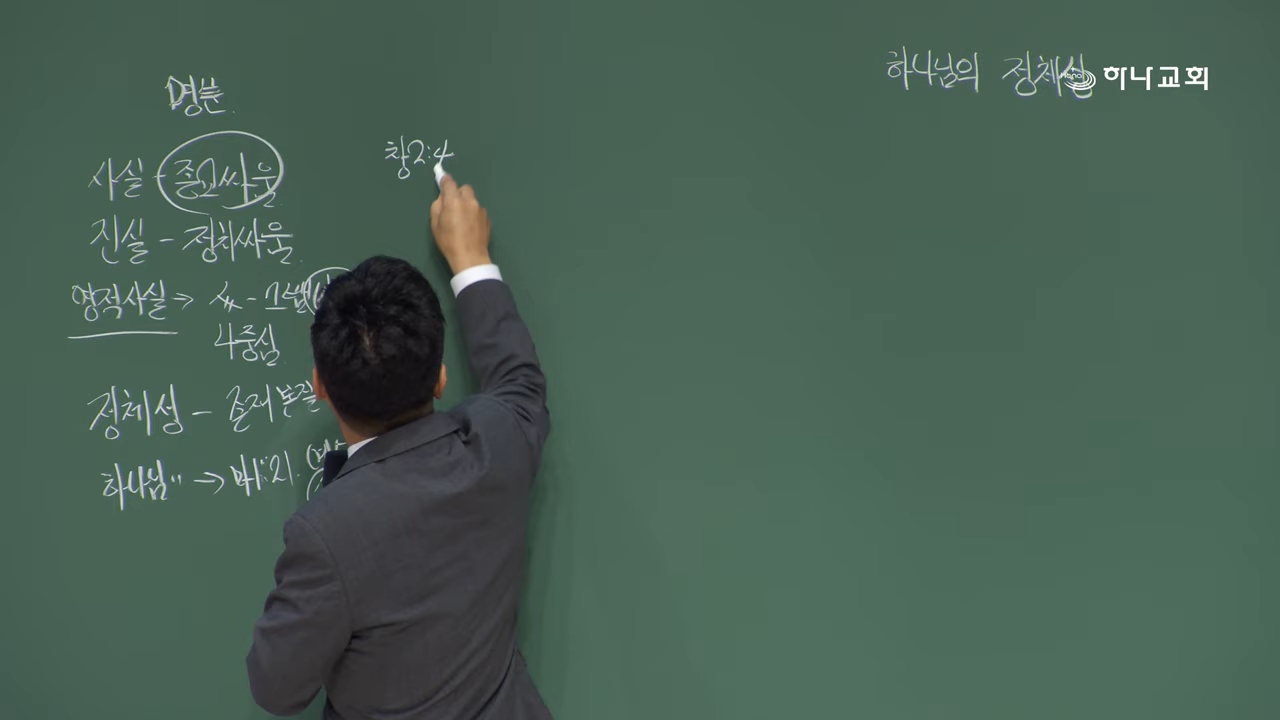 하나님의 정체성
하나교회
명분
사실 - 종교싸움
진실 - 정치싸움
영적사실 →
나중심
정체성 - 존재 본질
하나님" → 마1:21.
창2:4